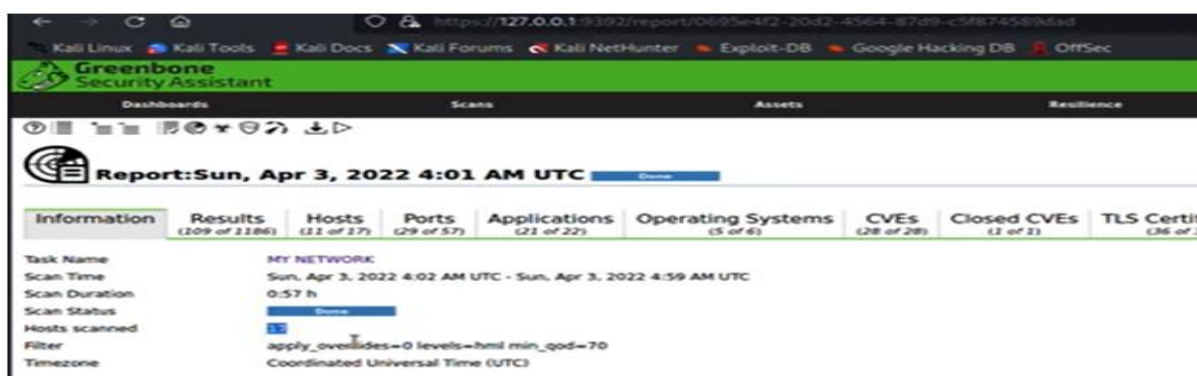 https://127.0.0.1:9392/report/0695e4f2-20d2-4564-87d9-c5f874589dad
Kali Linux Kali Tools Kali Docs Kali Forums Kali NetHunter Exploit-DB Google Hacking DB OffSec
Greenbone
Security Assistant
Dashboards Scans Assets Resilience
Report:Sun, Apr 3, 2022 4:01 AM UTC Done
Information Results Hosts Ports Applications Operating Systems CVEs Closed CVEs TLS Certi
(109 of 1186) (11 of 17) (29 of 57) (21 of 22) (5 of 6) (28 of 28) (1 of 1) (36 of
Task Name MY NETWORK
Scan Time Sun, Apr 3, 2022 4:02 AM UTC - Sun, Apr 3, 2022 4:59 AM UTC
Scan Duration 0:57 h
Scan Status Done
Hosts scanned 17
Filter apply_overrides=0 levels=hml min_qod=70
Timezone Coordinated Universal Time (UTC)